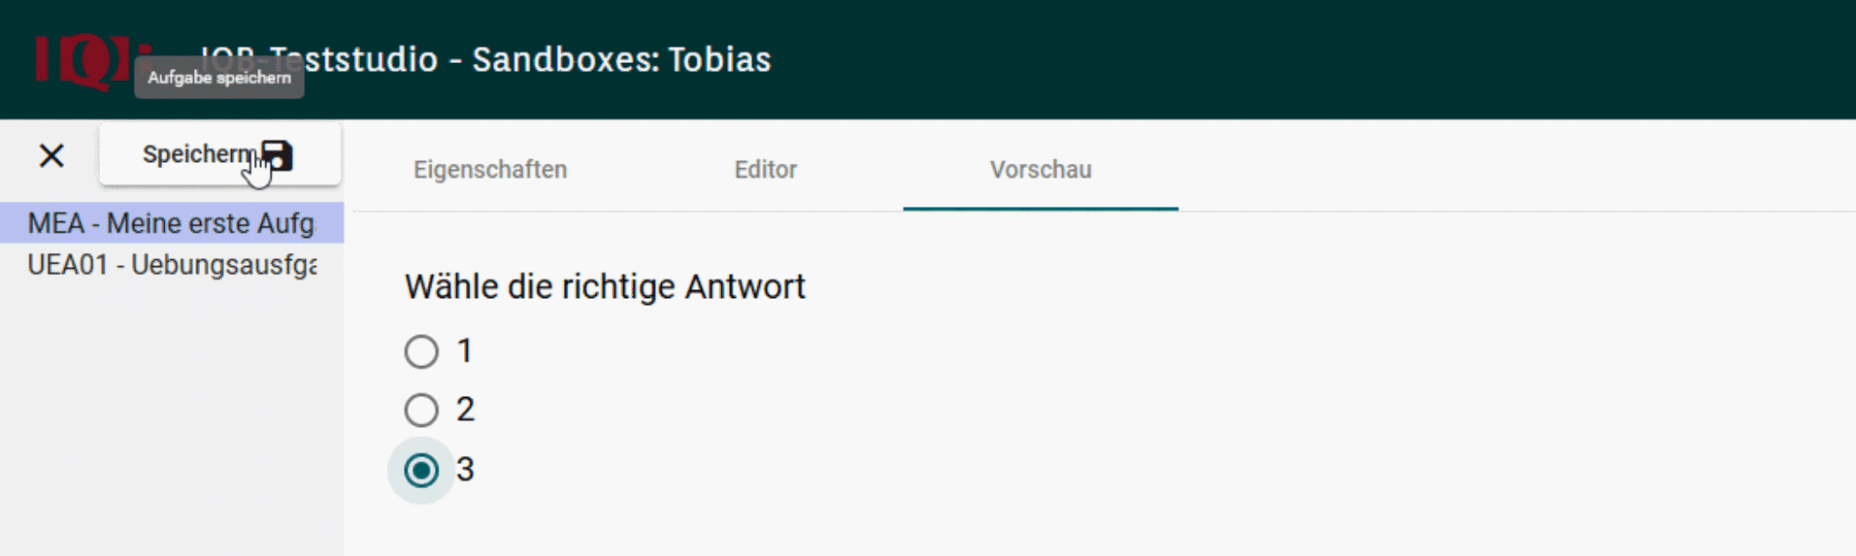 IQB-Teststudio - Sandboxes: Tobias
Aufgabe speichern
Speichern
Eigenschaften
Editor
Vorschau
MEA - Meine erste Aufg
UEA01 - Uebungsausfga
Wähle die richtige Antwort
1
2
3